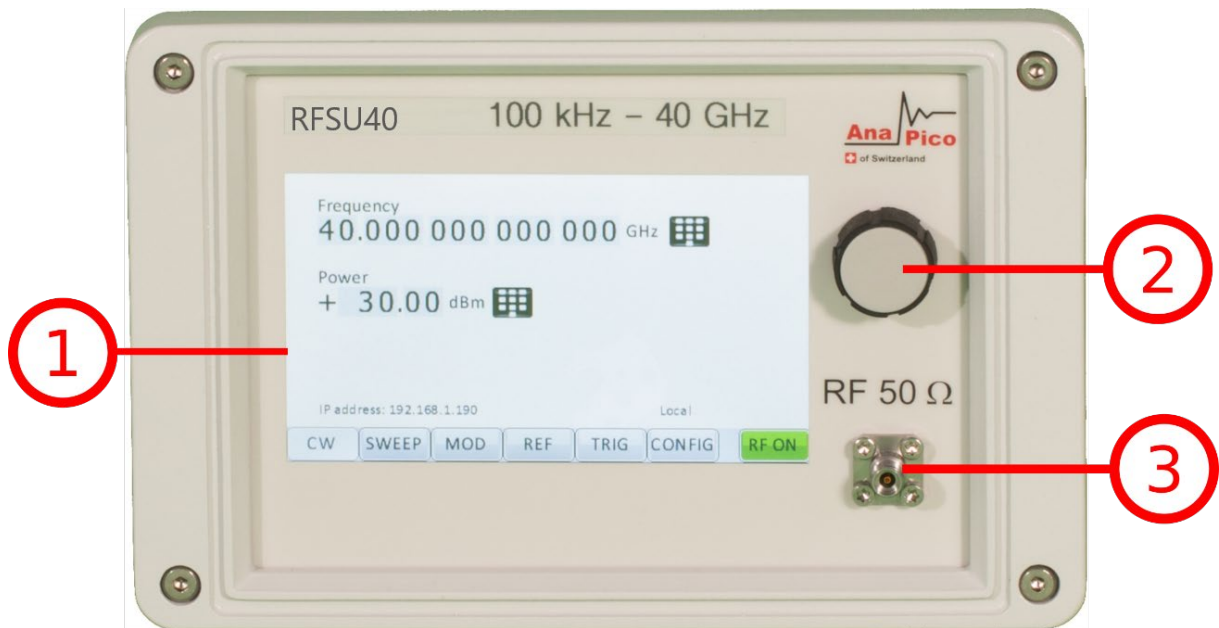 RFSU40 100 kHz – 40 GHz
Ana Pico
of Switzerland
Frequency
40.000 000 000 000 GHz
Power
+ 30.00 dBm
IP address: 192.168.1.190 Local
CW SWEEP MOD REF TRIG CONFIG RF ON
RF 50 Ω
1
2
3